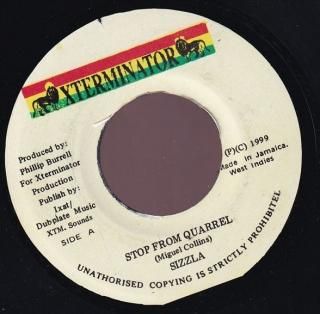 XTERMINATOR
Produced by:
Phillip Burrell
For Xterminator
Production
Publish by:
Ixat/
Dubplate Music
XTM. Sounds
SIDE A
(P)(C) 1999
Made in Jamaica.
West Indies
STOP FROM QUARREL
(Miguel Collins)
SIZZLA
UNATHORISED COPYING IS STRICTLY PROHIBITEL